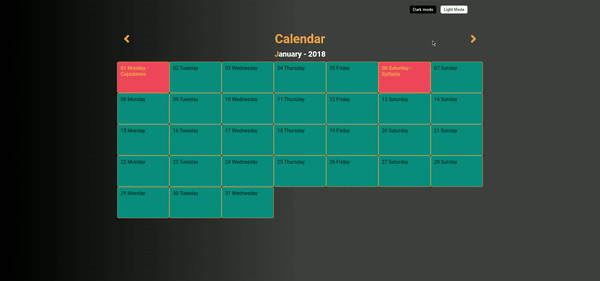 Dark mode Light Mode
Calendar
January - 2018
01 Monday - Capodanno 02 Tuesday 03 Wednesday 04 Thursday 05 Friday 06 Saturday - Epifania 07 Sunday
08 Monday 09 Tuesday 10 Wednesday 11 Thursday 12 Friday 13 Saturday 14 Sunday
15 Monday 16 Tuesday 17 Wednesday 18 Thursday 19 Friday 20 Saturday 21 Sunday
22 Monday 23 Tuesday 24 Wednesday 25 Thursday 26 Friday 27 Saturday 28 Sunday
29 Monday 30 Tuesday 31 Wednesday